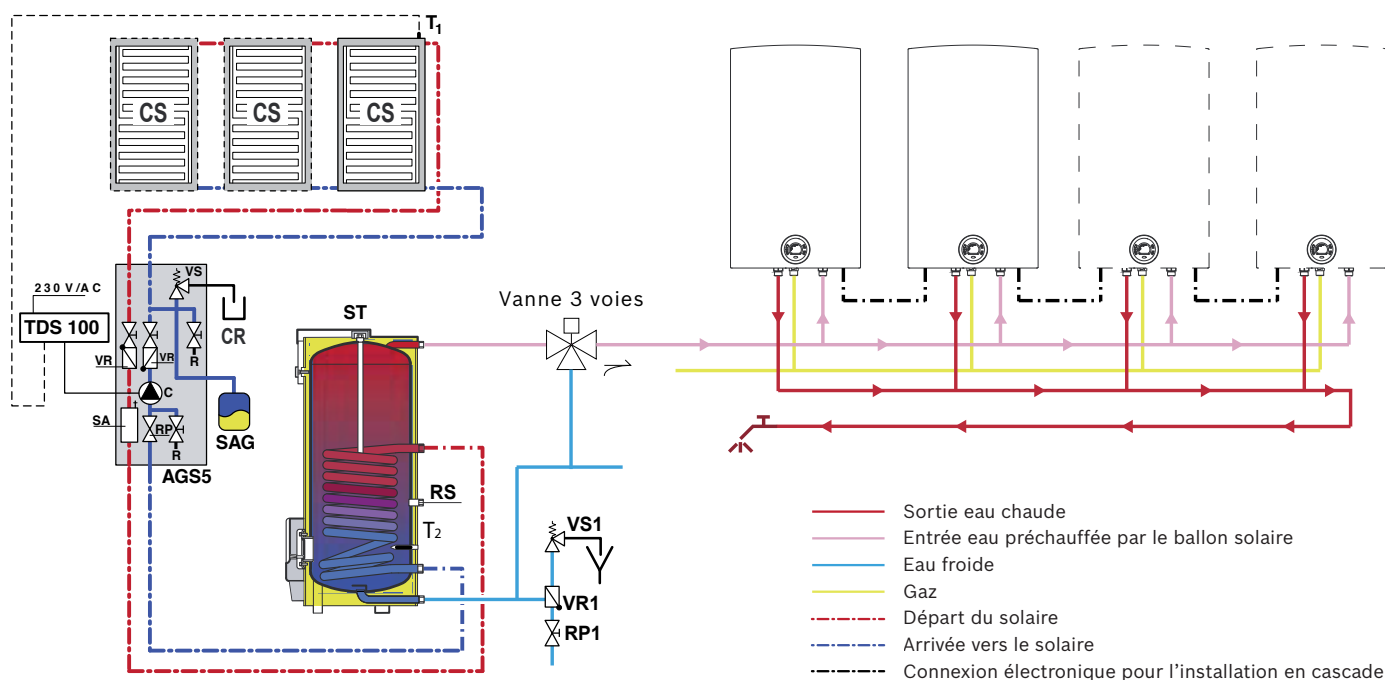 T1
CS
CS
CS
VS
230 V/AC
TDS 100
CR
R
VR
VR
C
t
SA
RP
R
SAG
AGS5
ST
RS
T2
Vanne 3 voies
VS1
VR1
RP1
Sortie eau chaude
Entrée eau préchauffée par le ballon solaire
Eau froide
Gaz
Départ du solaire
Arrivée vers le solaire
Connexion électronique pour l'installation en cascade